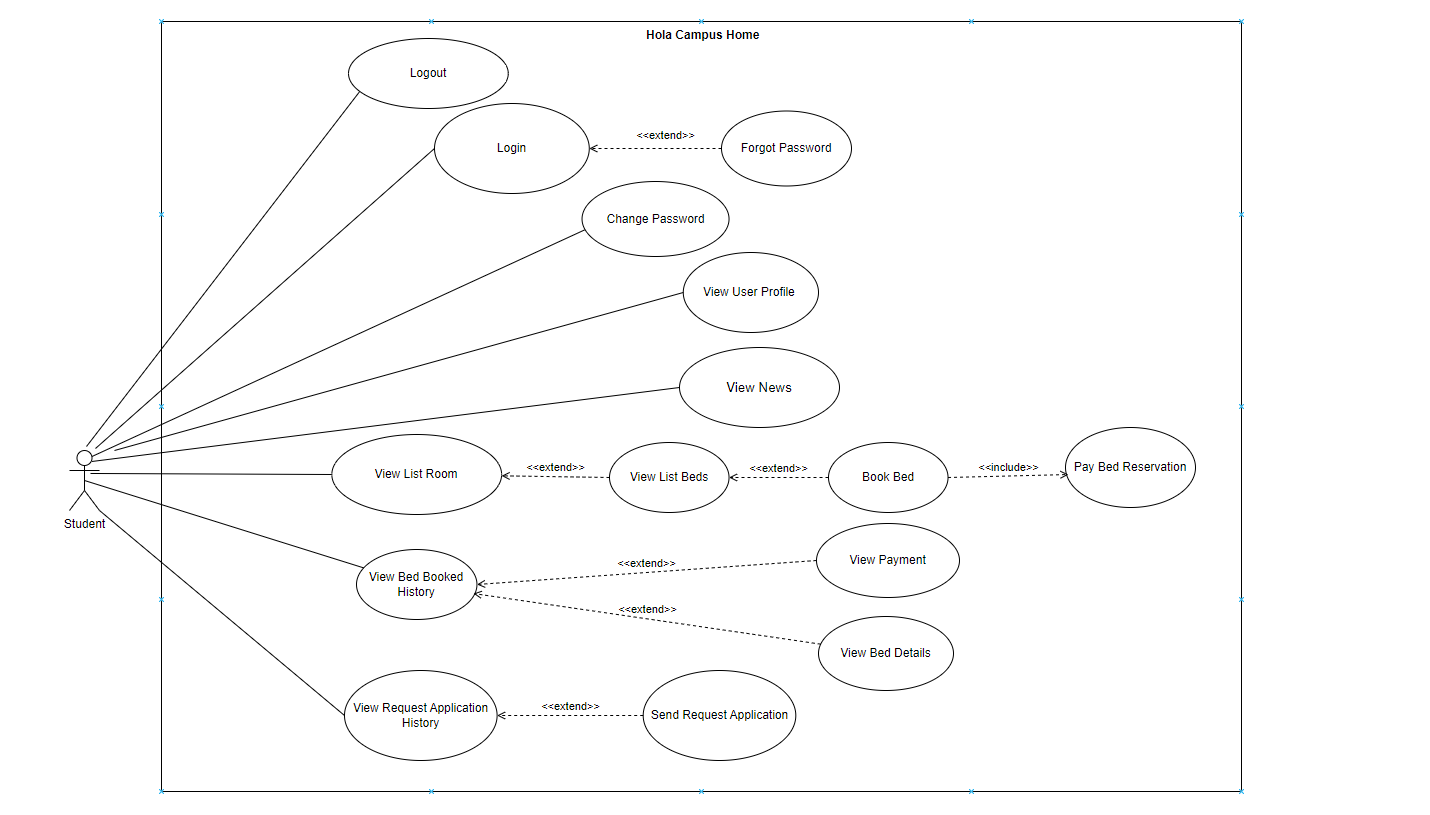 Hola Campus Home
Logout
Login
<<extend>>
Forgot Password
Change Password
View User Profile
View News
View List Room
<<extend>>
View List Beds
<<extend>>
Book Bed
<<include>>
Pay Bed Reservation
Student
View Bed Booked
History
<<extend>>
View Payment
<<extend>>
View Bed Details
View Request Application
History
<<extend>>
Send Request Application